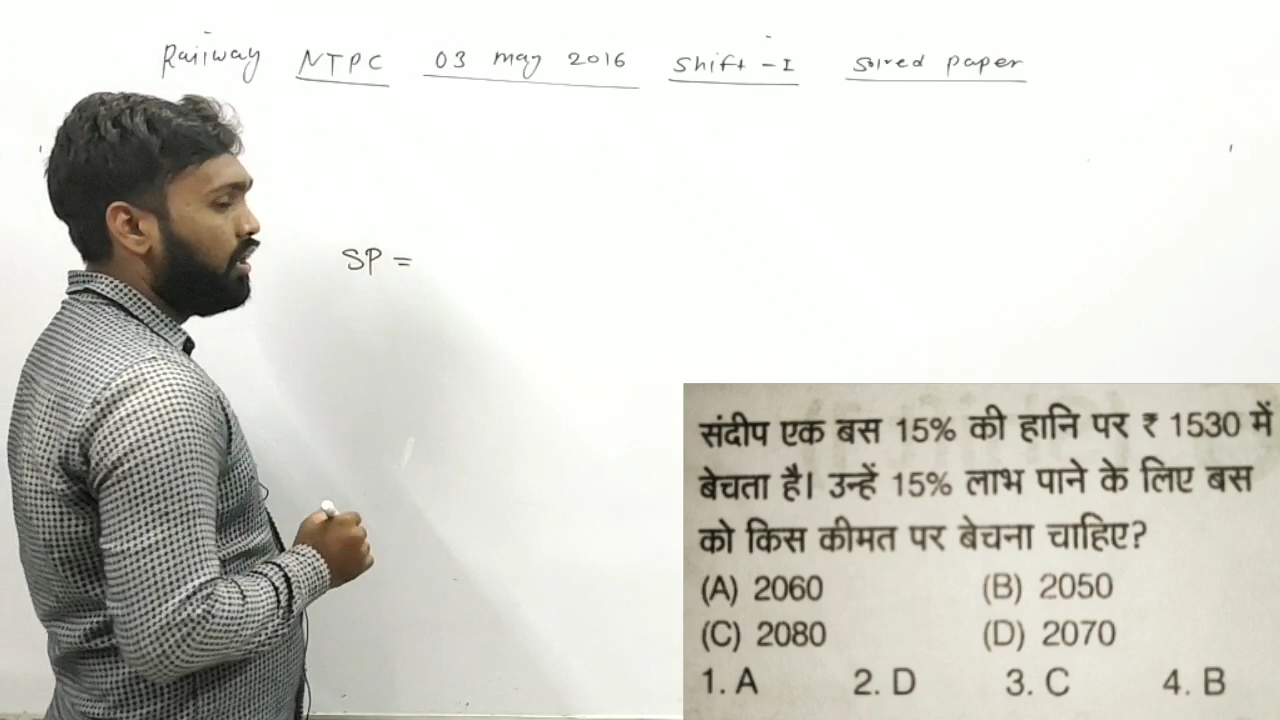 Railway NTPC 03 may 2016 Shift - I Solved paper
SP =
संदीप एक बस 15% की हानि पर ₹ 1530 में
बेचता है। उन्हें 15% लाभ पाने के लिए बस
को किस कीमत पर बेचना चाहिए?
(A) 2060 (B) 2050
(C) 2080 (D) 2070
1. A 2. D 3. C 4. B